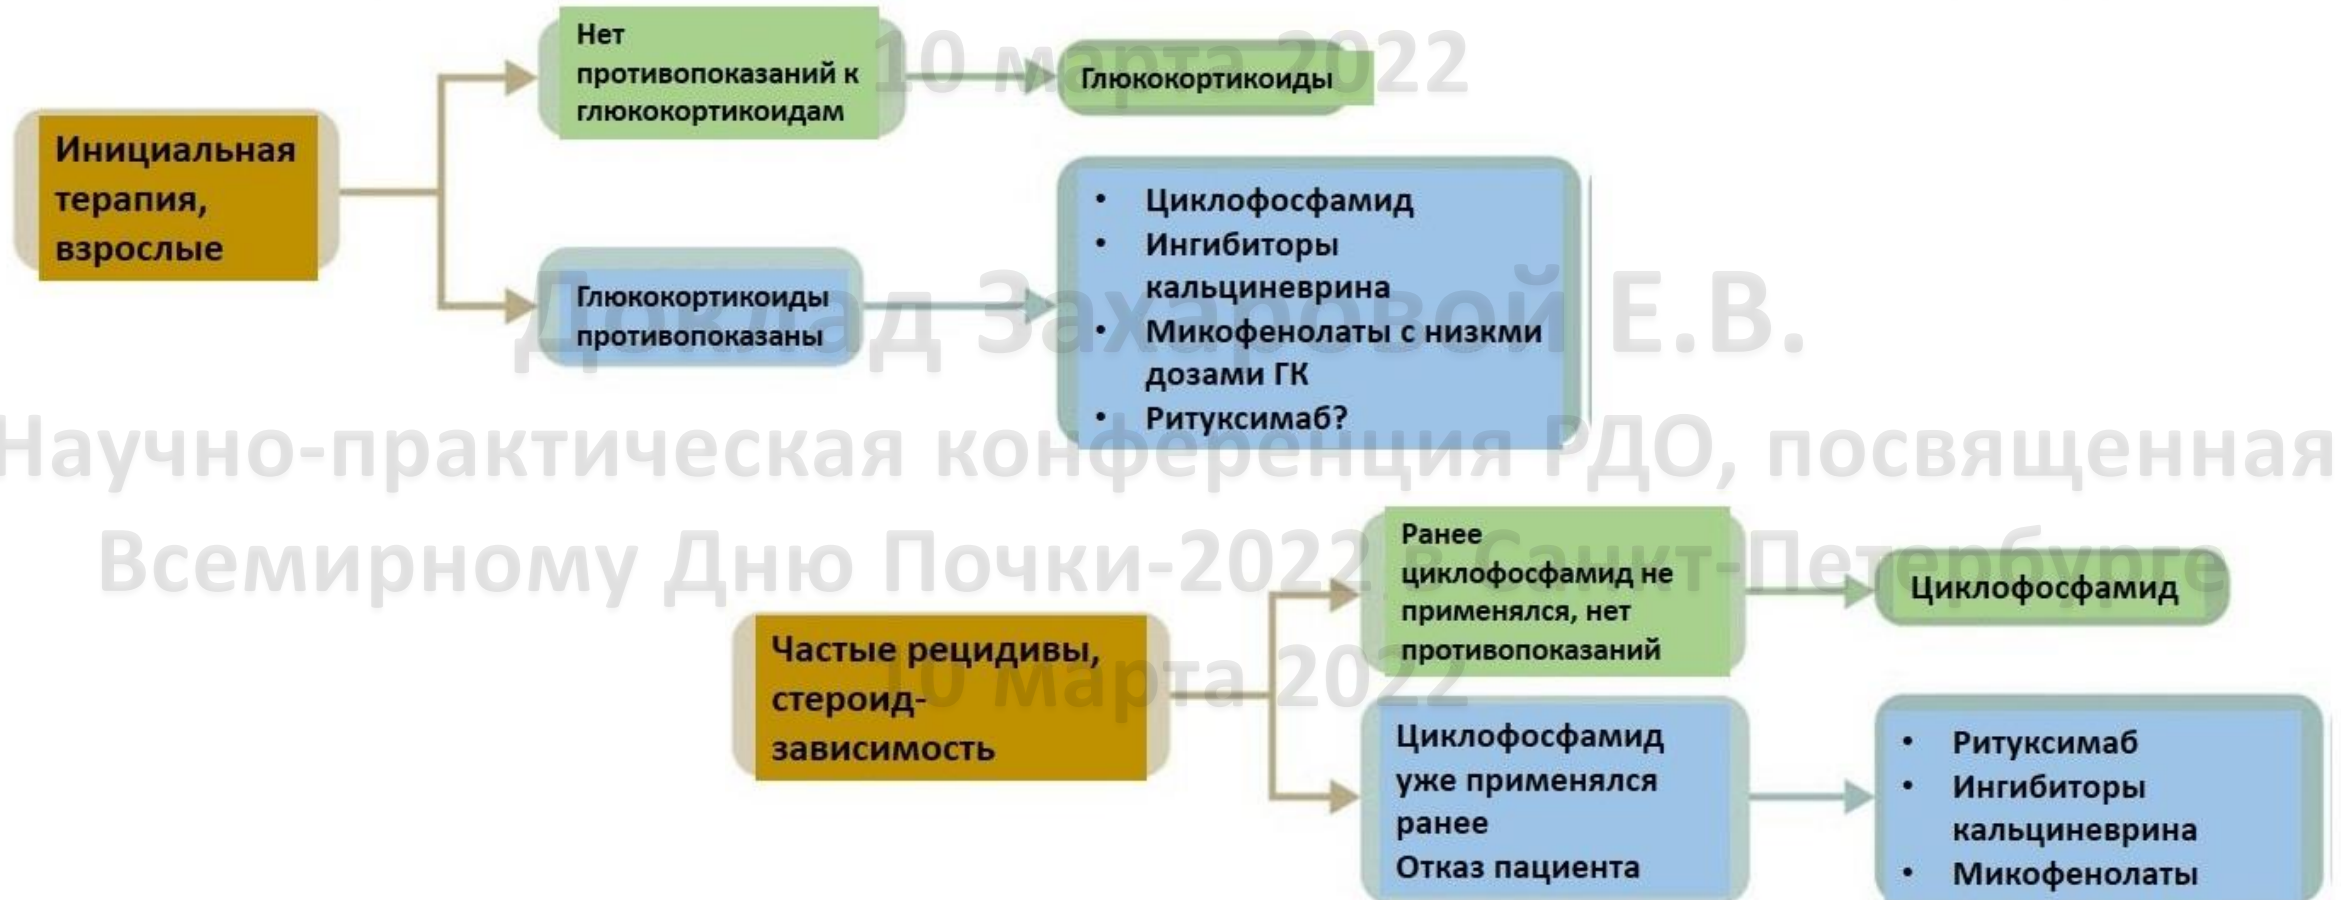 10 марта 2022
Нет
противопоказаний к
глюкокортикоидам
Глюкокортикоиды
Инициальная
терапия,
взрослые
Глюкокортикоиды
противопоказаны
• Циклофосфамид
• Ингибиторы
кальциневрина
• Микофенолаты с низкми
дозами ГК
• Ритуксимаб?
Доклад Захаровой Е.В.
Научно-практическая конференция РДО, посвященная
Всемирному Дню Почки-2022 в Санкт-Петербурге
10 марта 2022
Частые рецидивы,
стероид-
зависимость
Ранее
циклофосфамид не
применялся, нет
противопоказаний
Циклофосфамид
Циклофосфамид
уже применялся
ранее
Отказ пациента
• Ритуксимаб
• Ингибиторы
кальциневрина
• Микофенолаты